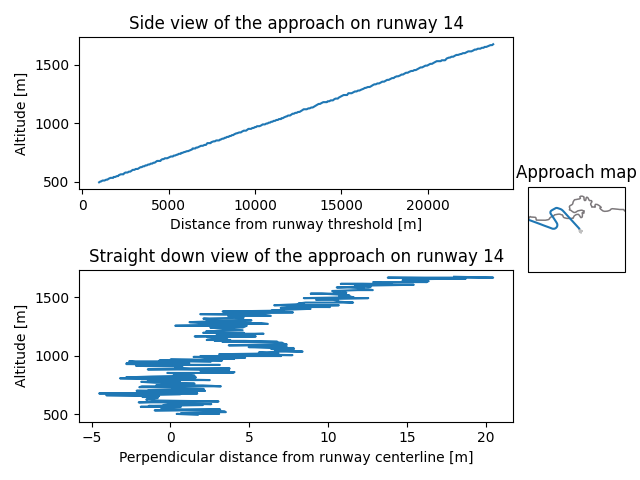 Side view of the approach on runway 14
Altitude [m]
1500
1000
500
0
5000
10000
15000
20000
Distance from runway threshold [m]
Approach map
Straight down view of the approach on runway 14
Altitude [m]
1500
1000
500
−5
0
5
10
15
20
Perpendicular distance from runway centerline [m]